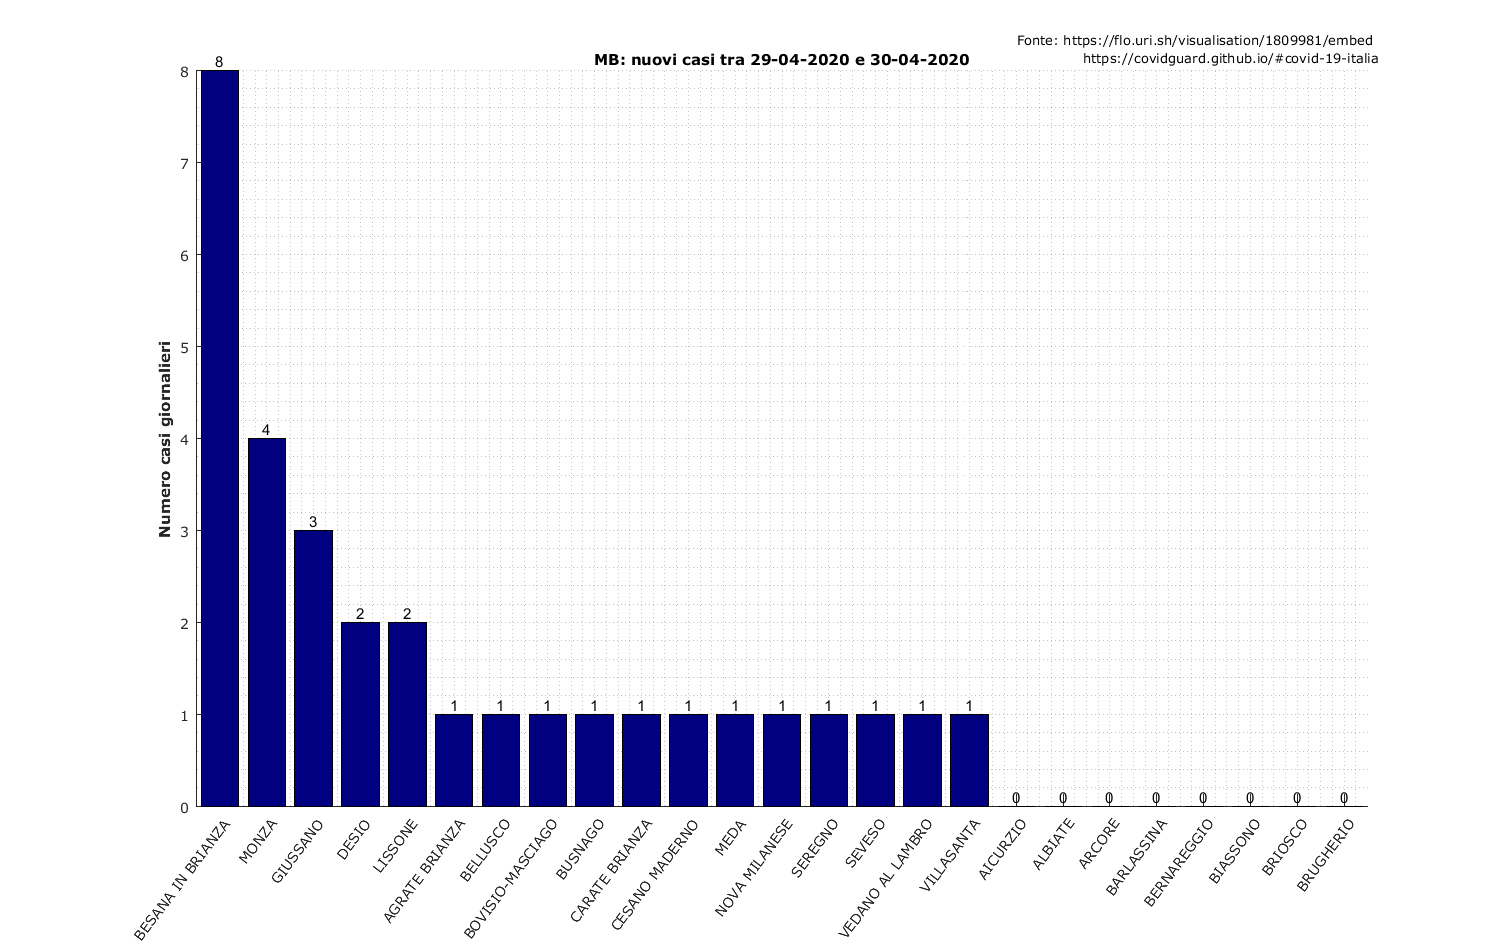 Fonte: https://flo.uri.sh/visualisation/1809981/embed
https://covidguard.github.io/#covid-19-italia
MB: nuovi casi tra 29-04-2020 e 30-04-2020
Numero casi giornalieri
8
7
6
5
4
3
2
1
0
8
4
3
2
2
1
1
1
1
1
1
1
1
1
1
1
1
0
0
0
0
0
0
0
0
BESANA IN BRIANZA
MONZA
GIUSSANO
DESIO
LISSONE
AGRATE BRIANZA
BELLUSCO
BOVISIO-MASCIAGO
BUSNAGO
CARATE BRIANZA
CESANO MADERNO
MEDA
NOVA MILANESE
SEREGNO
SEVESO
VEDANO AL LAMBRO
VILLASANTA
AICURZIO
ALBIATE
ARCORE
BARLASSINA
BERNAREGGIO
BIASSONO
BRIOSCO
BRUGHERIO